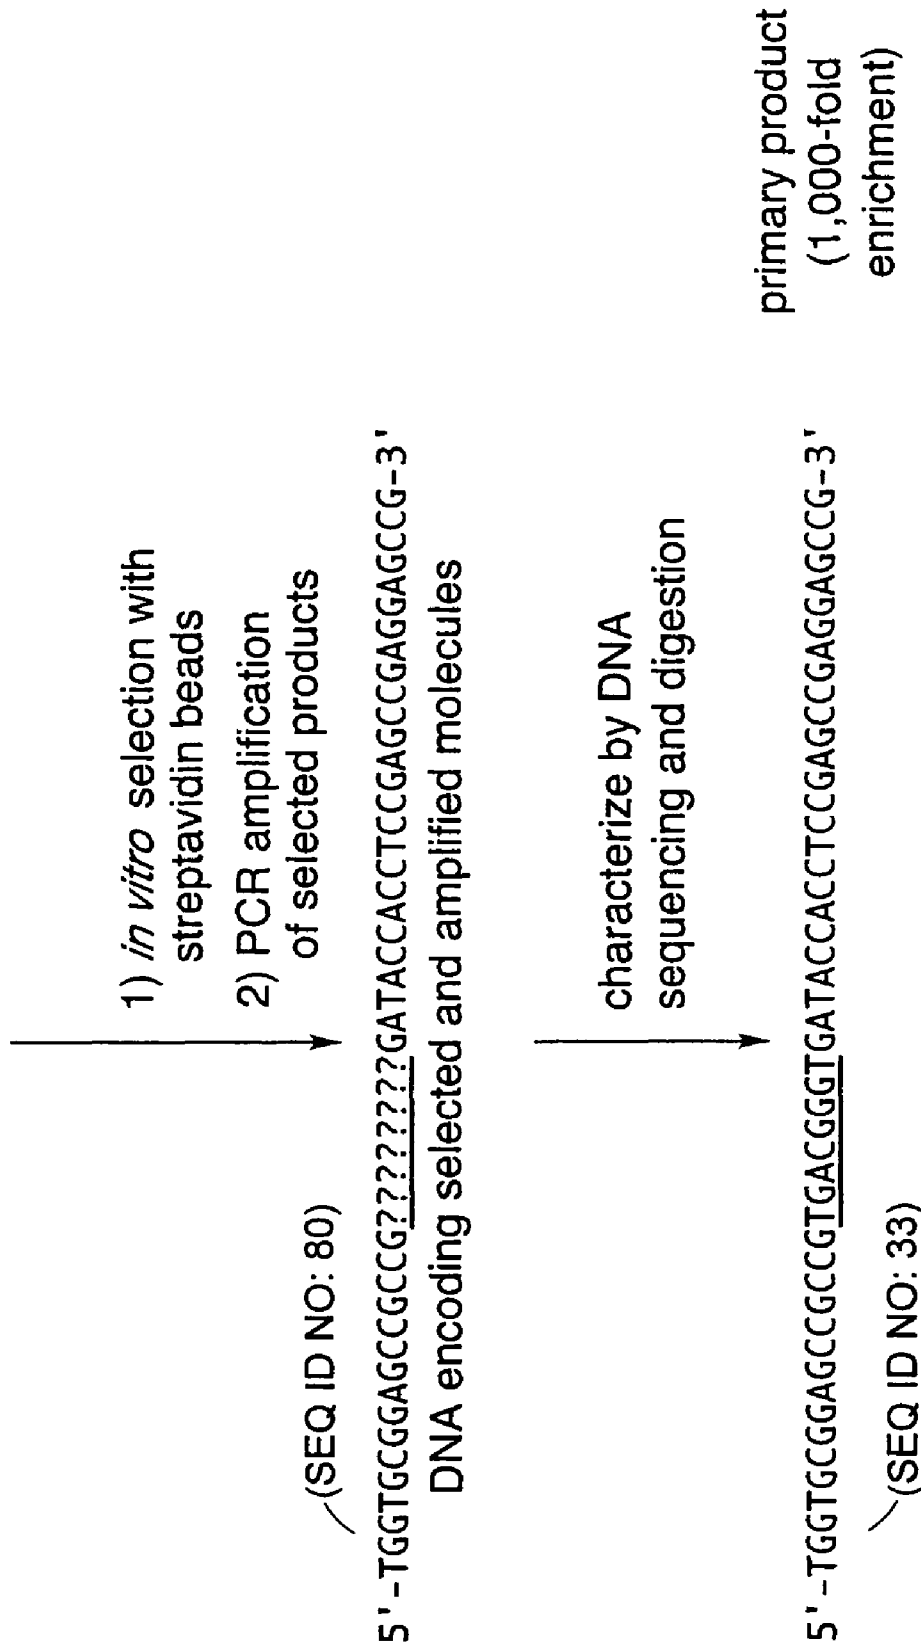 1) in vitro selection with
streptavidin beads
2) PCR amplification
of selected products
(SEQ ID NO: 80)
5'-TGGTGCGGAGCCGCCG????????GATACCACCTCCGAGCCGAGGAGCCG-3'
DNA encoding selected and amplified molecules
characterize by DNA
sequencing and digestion
primary product
(1,000-fold
enrichment)
5'-TGGTGCGGAGCCGCCGTGACGGGTGATACCACCTCCGAGCCGAGGAGCCG-3'
(SEQ ID NO: 33)